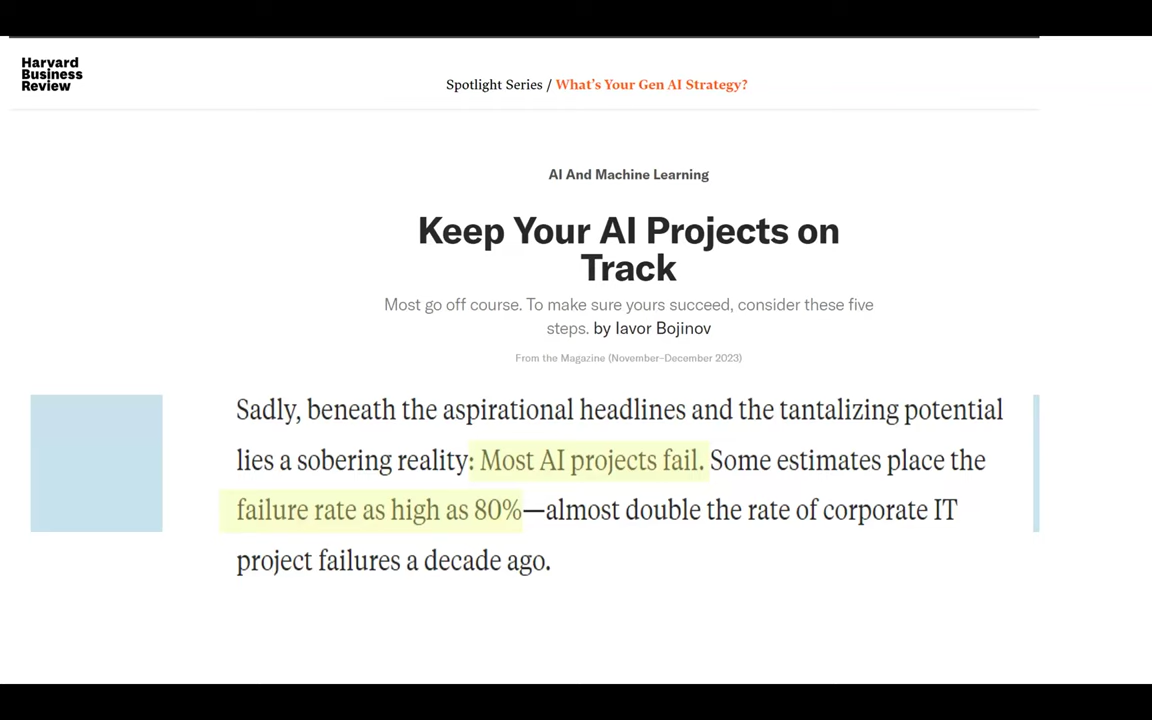 Harvard
Business
Review
Spotlight Series / What's Your Gen AI Strategy?
AI And Machine Learning
Keep Your AI Projects on
Track
Most go off course. To make sure yours succeed, consider these five
steps. by Iavor Bojinov
From the Magazine (November–December 2023)
Sadly, beneath the aspirational headlines and the tantalizing potential
lies a sobering reality: Most AI projects fail. Some estimates place the
failure rate as high as 80%—almost double the rate of corporate IT
project failures a decade ago.